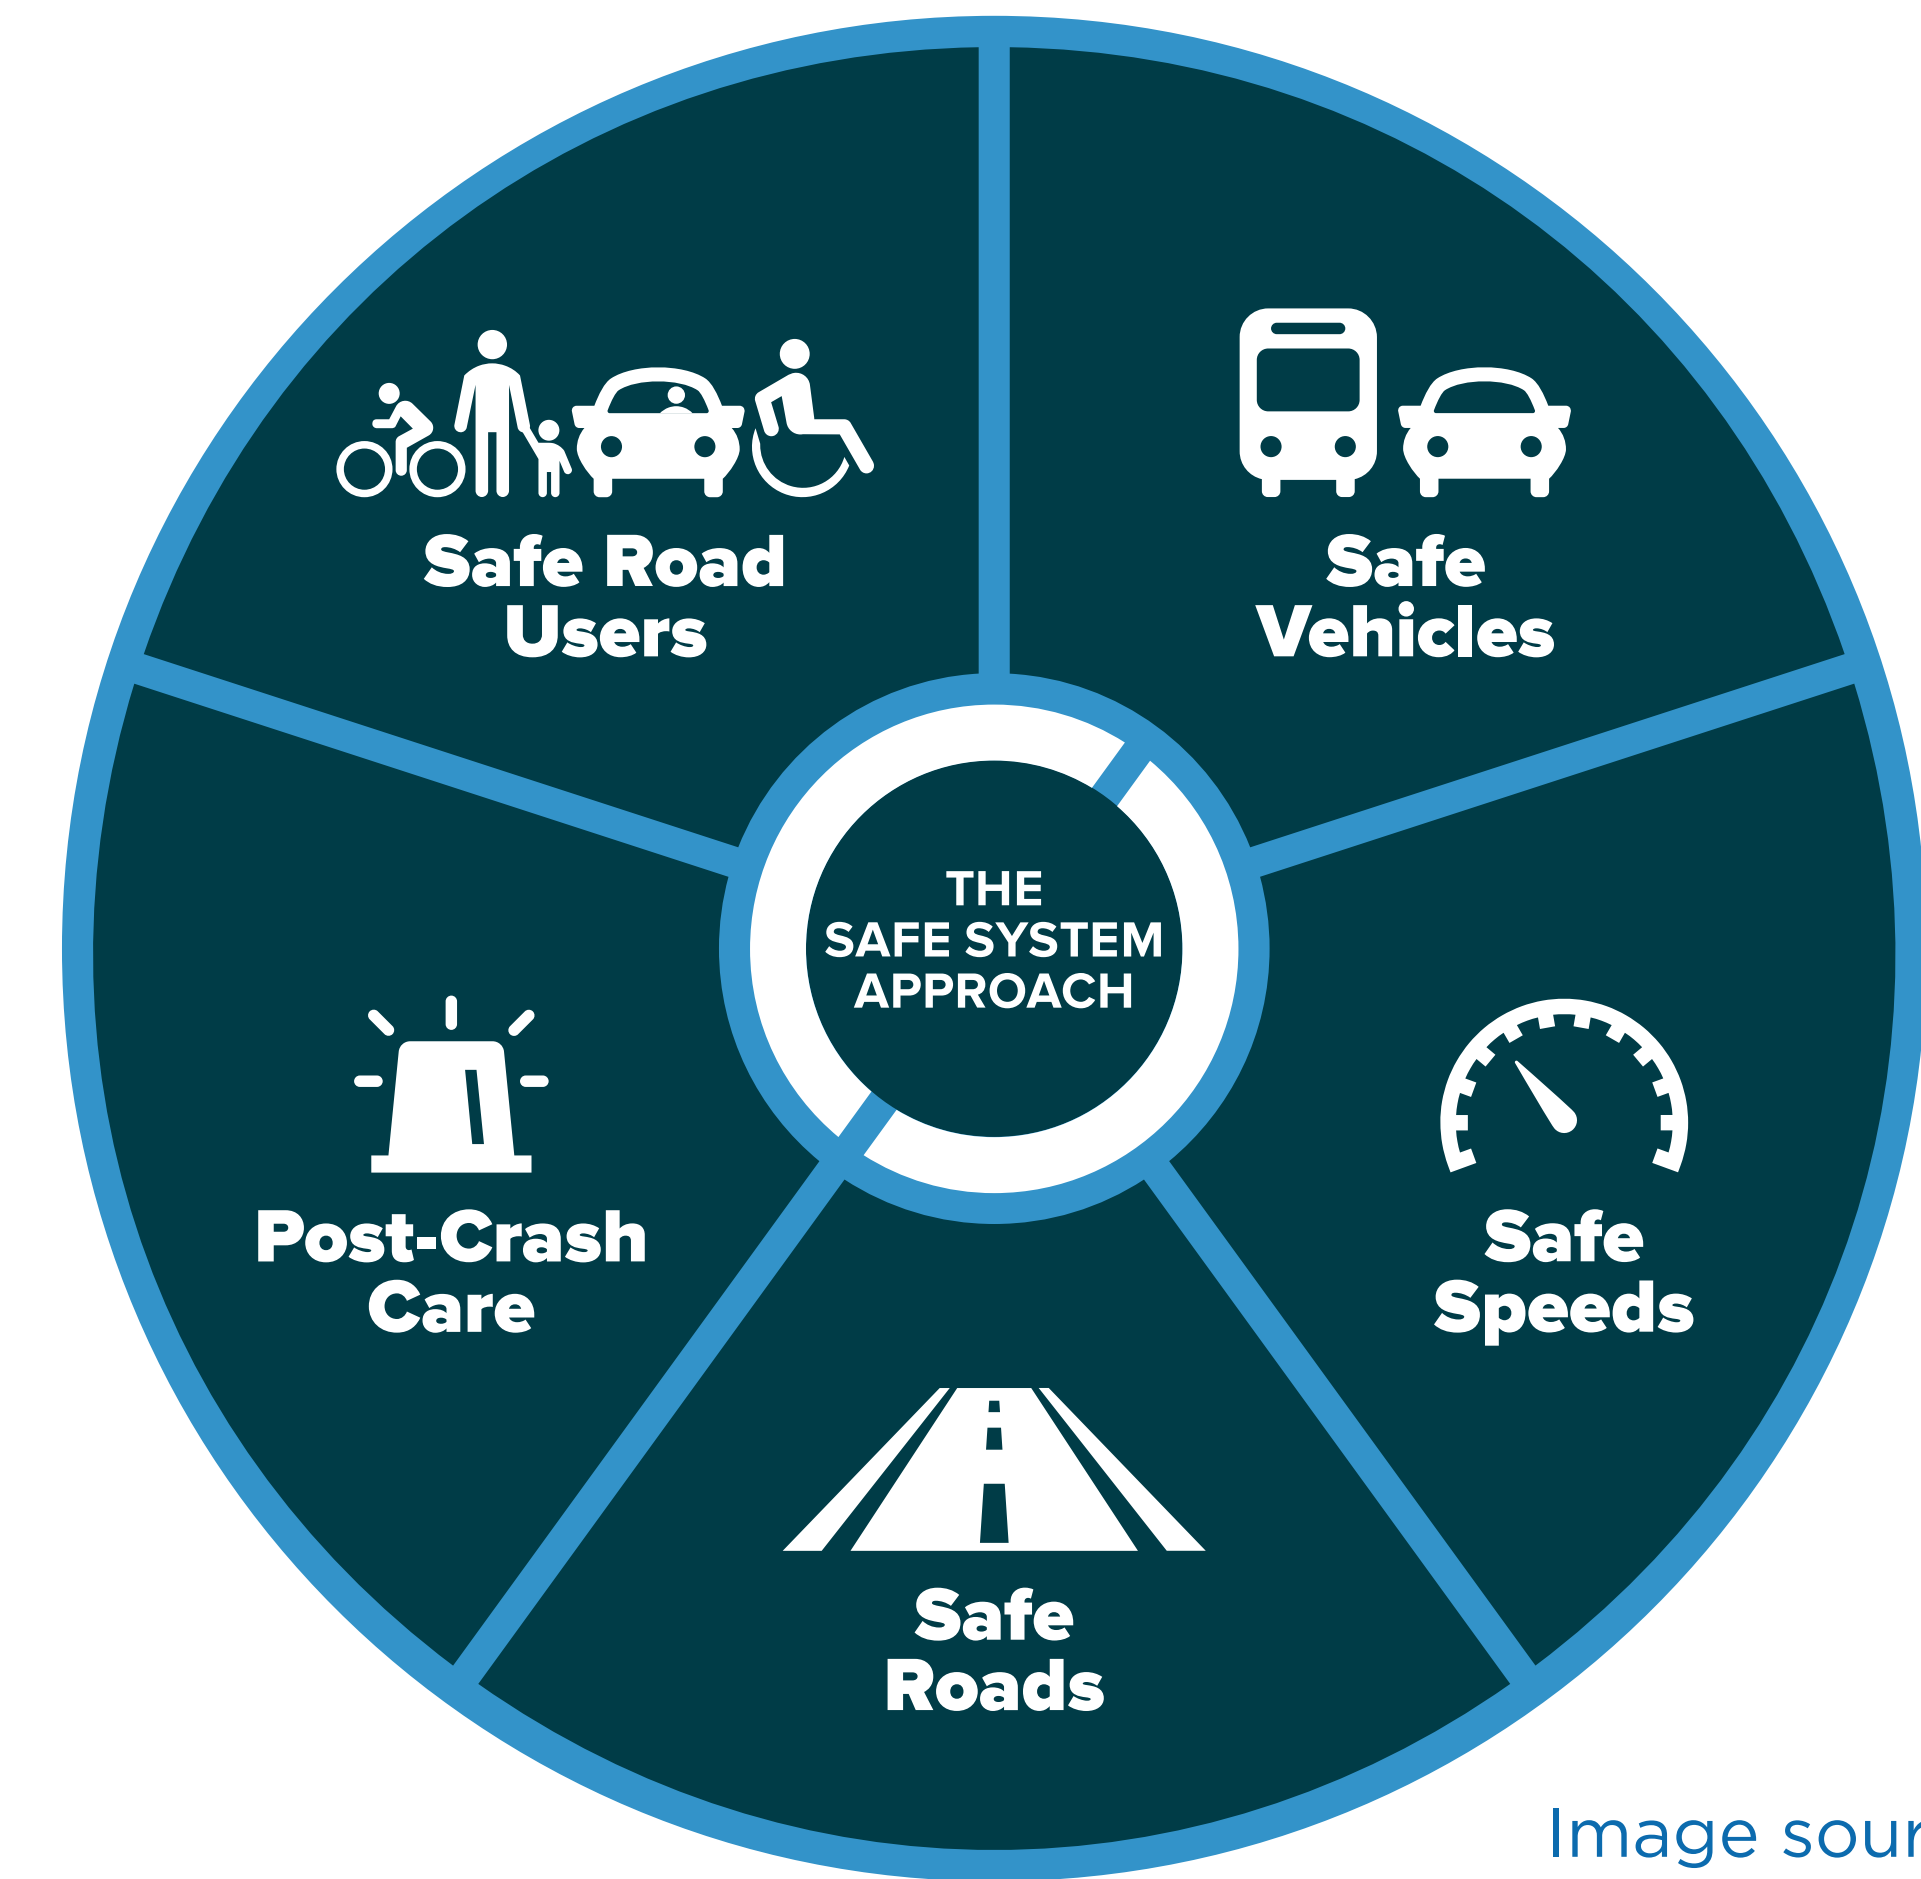 Safe Road
Users
Safe
Vehicles
THE
SAFE SYSTEM
APPROACH
Post-Crash
Care
Safe
Speeds
Safe
Roads
Image